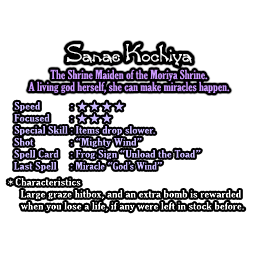 Sanae Kochiya
The Shrine Maiden of the Moriya Shrine.
A living god herself, she can make miracles happen.
Speed : ★★★★
Focused : ★★★
Special Skill : Items drop slower.
Shot : "Mighty Wind"
Spell Card : Frog Sign "Unload the Toad"
Last Spell : Miracle "God's Wind"
* Characteristics
Large graze hitbox, and an extra bomb is rewarded
when you lose a life, if any were left in stock before.